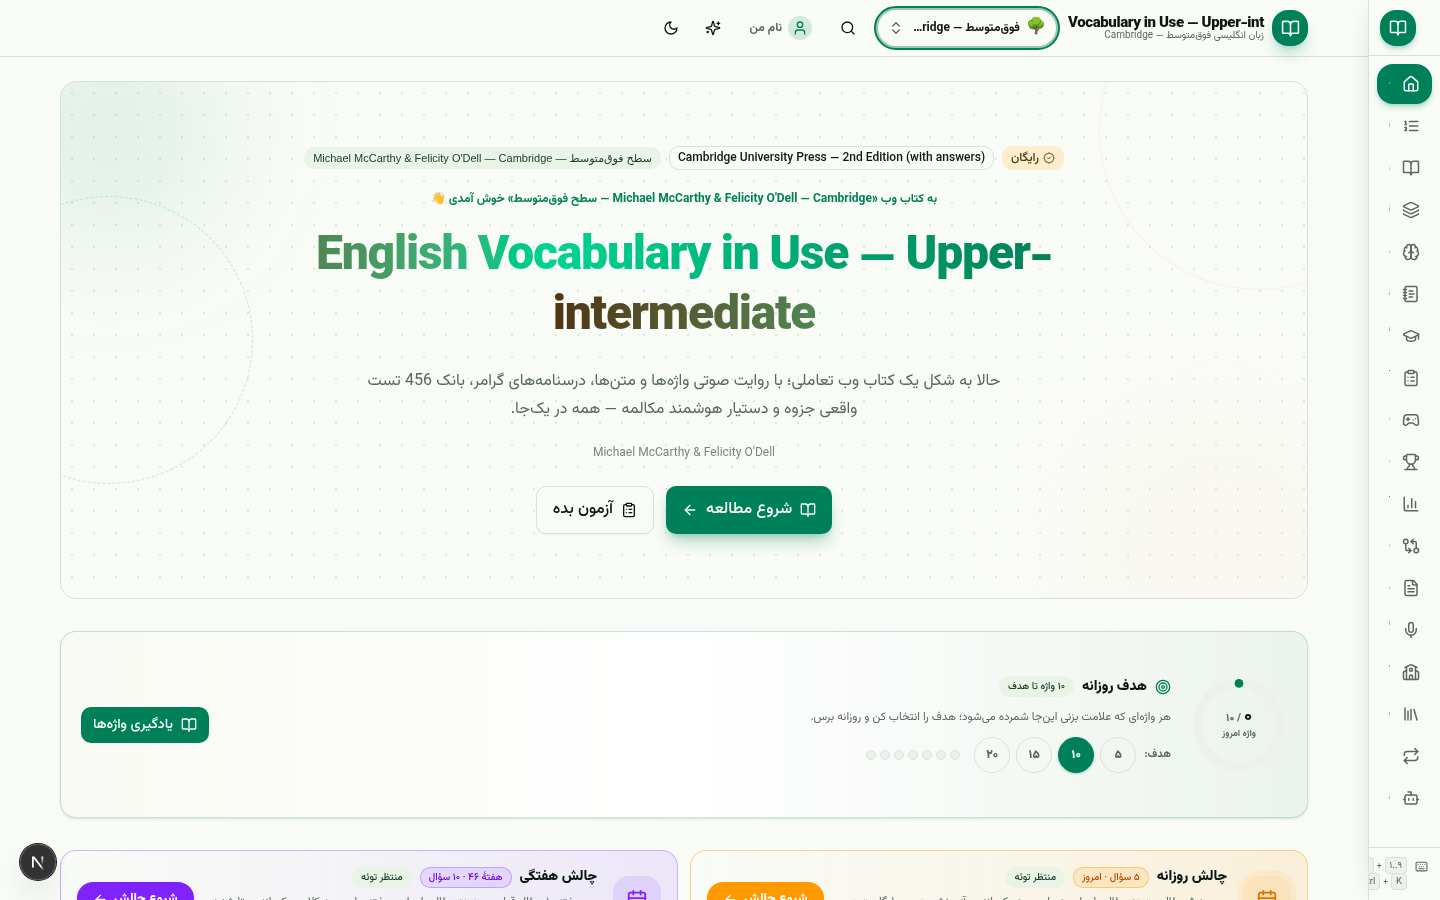 Vocabulary in Use — Upper-int
زبان انگلیسی فوق‌متوسط — Cambridge
فوق‌متوسط — ridge...
نام من
رایگان
Cambridge University Press — 2nd Edition (with answers)
Michael McCarthy & Felicity O'Dell — Cambridge — سطح فوق‌متوسط
به کتاب وب «Michael McCarthy & Felicity O'Dell — Cambridge — سطح فوق‌متوسط» خوش آمدی 👋
English Vocabulary in Use — Upper-
intermediate
حالا به شکل یک کتاب وب تعاملی؛ با روایت صوتی واژه‌ها و متن‌ها، درسنامه‌های گرامر، بانک 456 تست
واقعی جزوه و دستیار هوشمند مکالمه — همه در یک‌جا.
Michael McCarthy & Felicity O'Dell
شروع مطالعه
آزمون بده
هدف روزانه
۱۰ واژه تا هدف
هر واژه‌ای که علامت بزنی این‌جا شمرده می‌شود؛ هدف را انتخاب کن و روزانه برس.
هدف:
۵
۱۰
۱۵
۲۰
۰ / ۱۰
واژه امروز
یادگیری واژه‌ها
چالش روزانه
۵ سؤال · امروز
منتظر توئه
شروع چالش
چالش هفتگی
هفتهٔ ۴۶ · ۱۰ سؤال
منتظر توئه
شروع چالش
+ ۱..۹
+ K